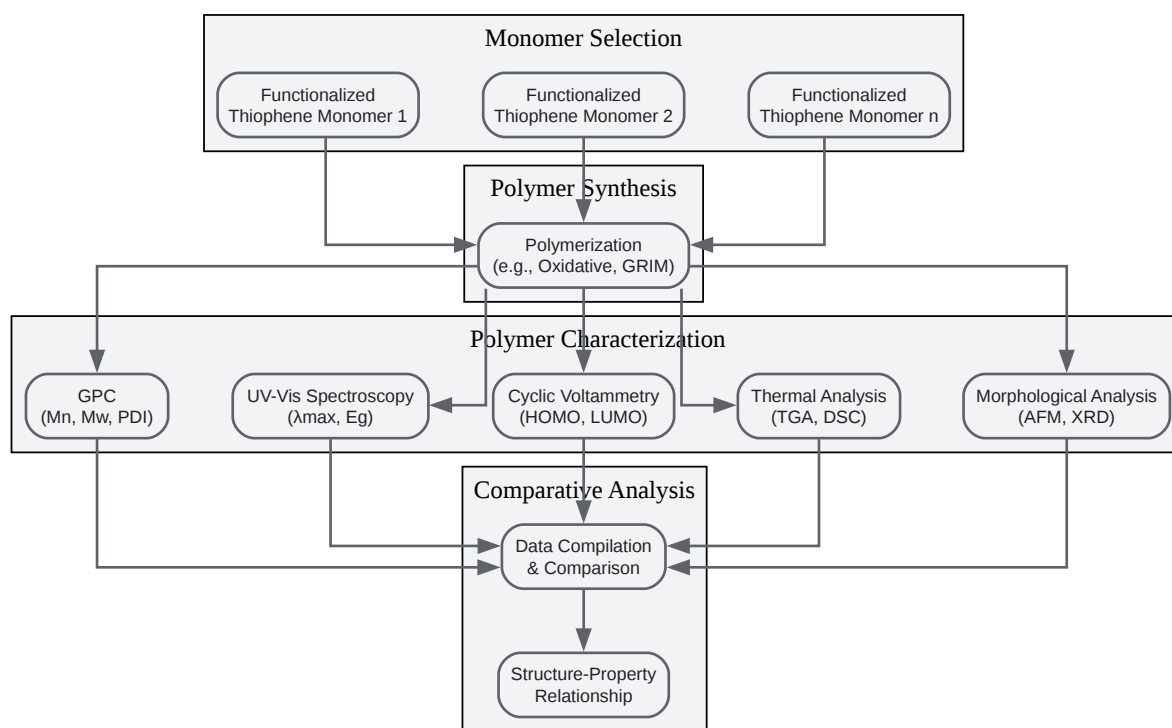 Monomer Selection
Functionalized
Thiophene Monomer 1
Functionalized
Thiophene Monomer 2
Functionalized
Thiophene Monomer n
Polymer Synthesis
Polymerization
(e.g., Oxidative, GRIM)
Polymer Characterization
GPC
(Mn, Mw, PDI)
UV-Vis Spectroscopy
(λmax, Eg)
Cyclic Voltammetry
(HOMO, LUMO)
Thermal Analysis
(TGA, DSC)
Morphological Analysis
(AFM, XRD)
Comparative Analysis
Data Compilation
& Comparison
Structure-Property
Relationship